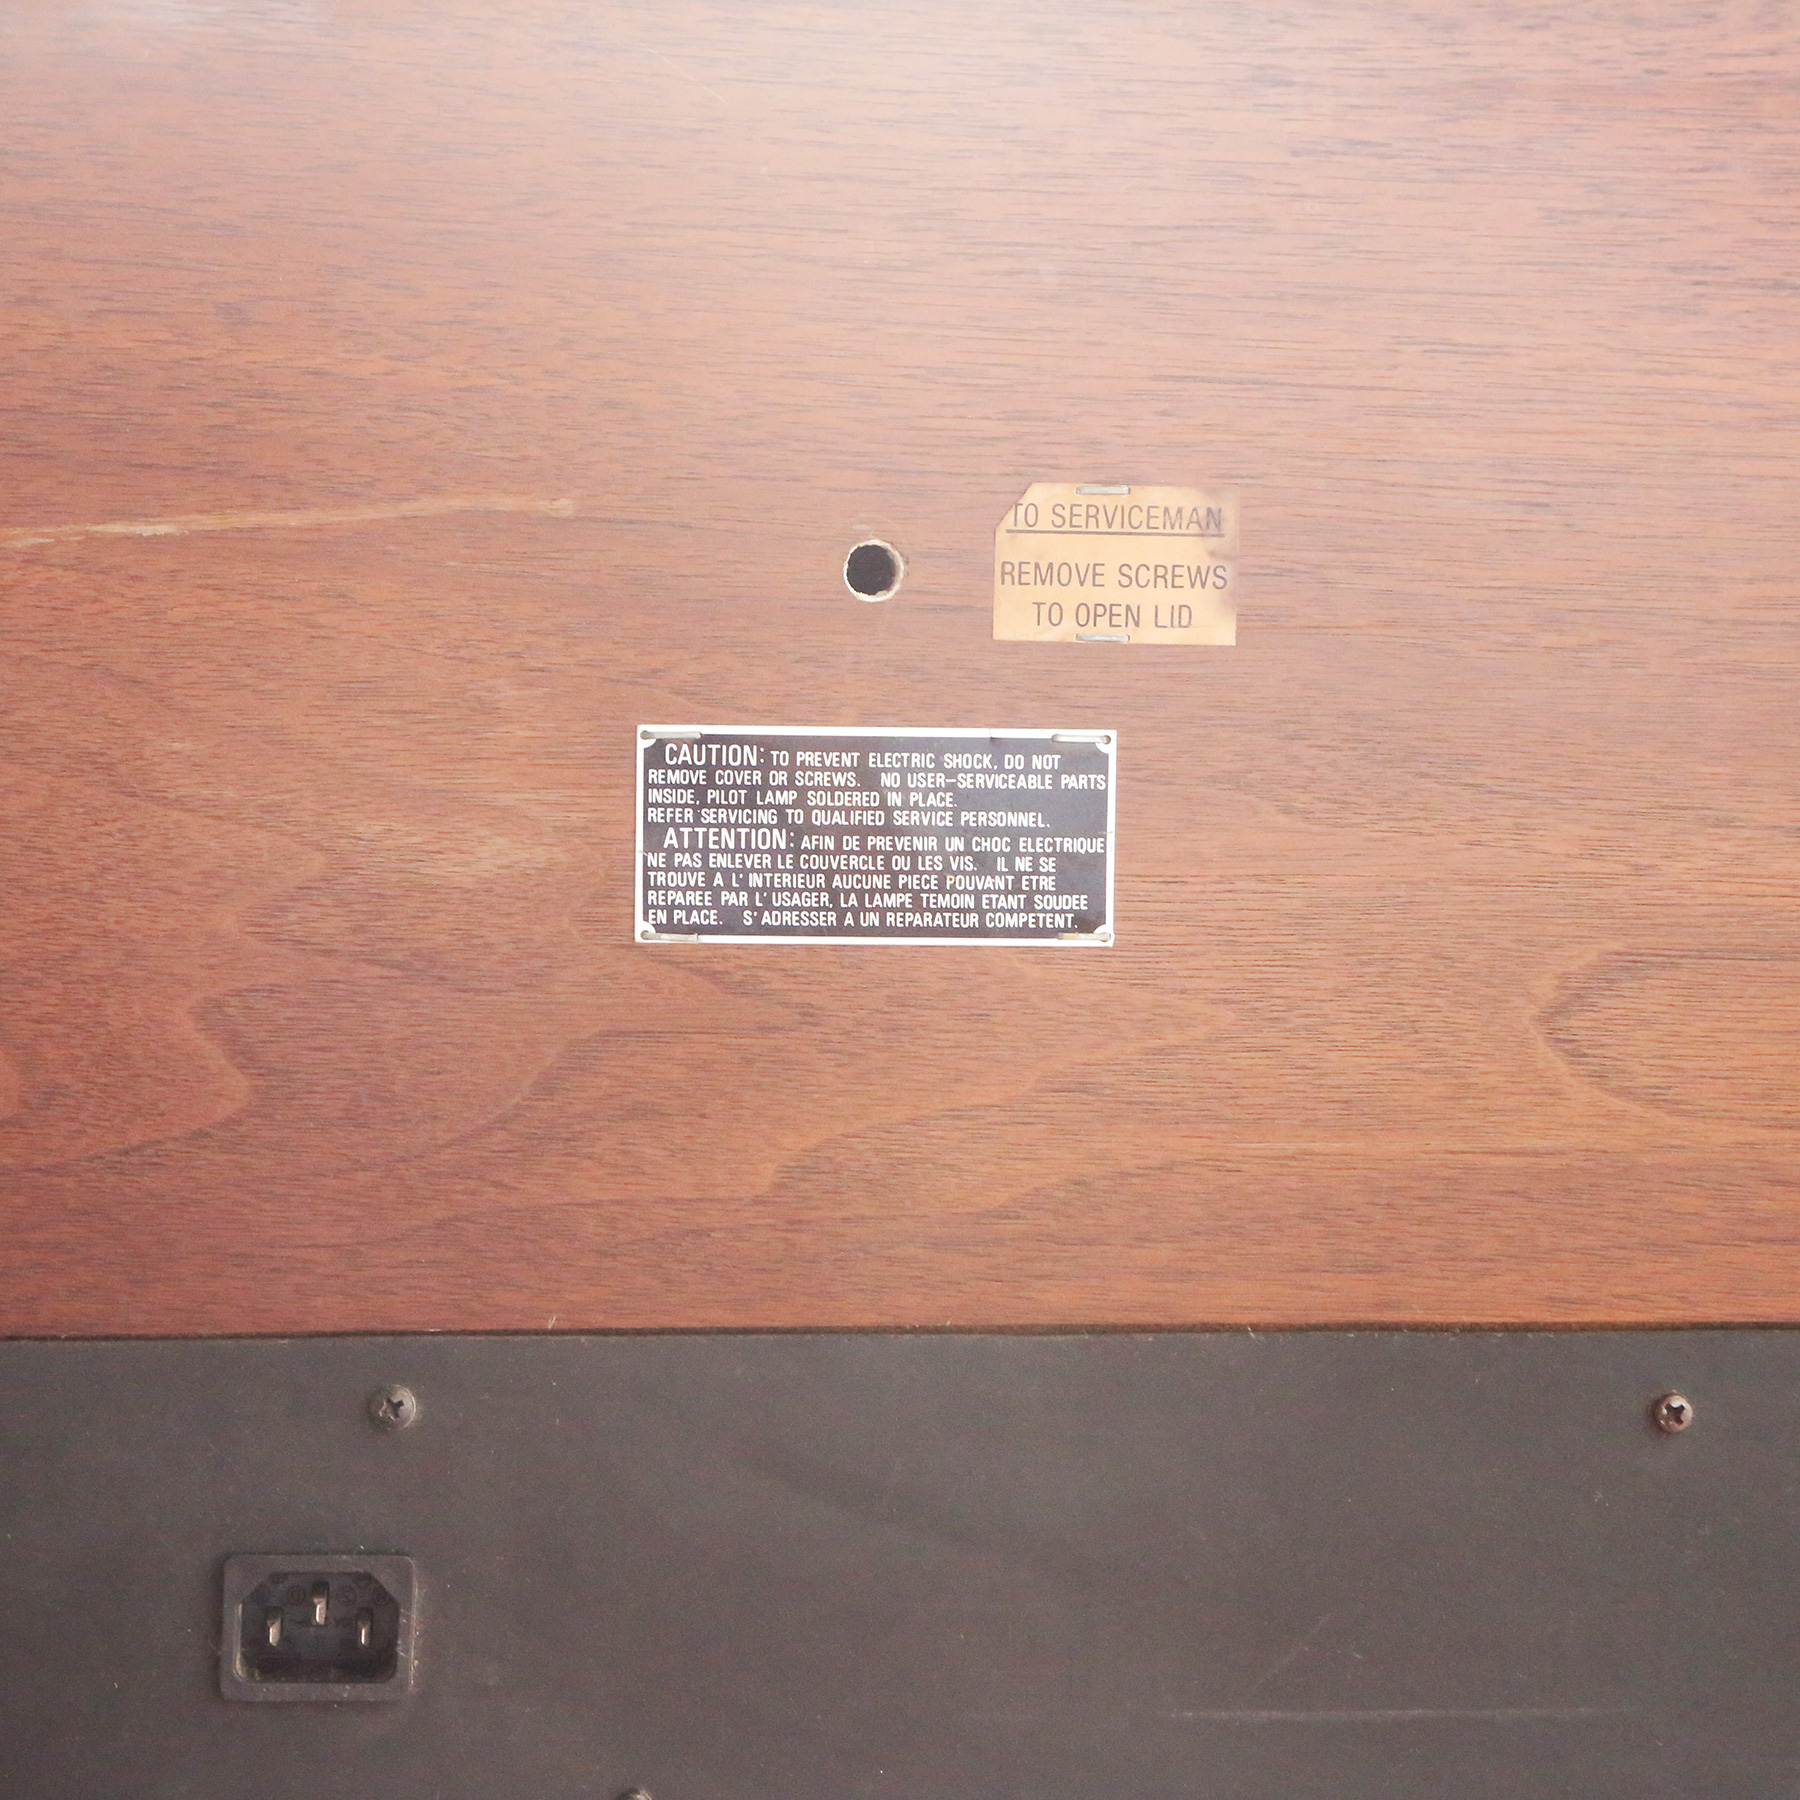 TO SERVICEMAN
REMOVE SCREWS
TO OPEN LID
CAUTION: TO PREVENT ELECTRIC SHOCK, DO NOT
REMOVE COVER OR SCREWS. NO USER-SERVICEABLE PARTS
INSIDE, PILOT LAMP SOLDERED IN PLACE.
REFER SERVICING TO QUALIFIED SERVICE PERSONNEL.
ATTENTION: AFIN DE PREVENIR UN CHOC ELECTRIQUE
NE PAS ENLEVER LE COUVERCLE OU LES VIS. IL NE SE
TROUVE A L' INTERIEUR AUCUNE PIECE POUVANT ETRE
REPAREE PAR L' USAGER, LA LAMPE TEMOIN ETANT SOUDEE
EN PLACE. S' ADRESSER A UN REPARATEUR COMPETENT.